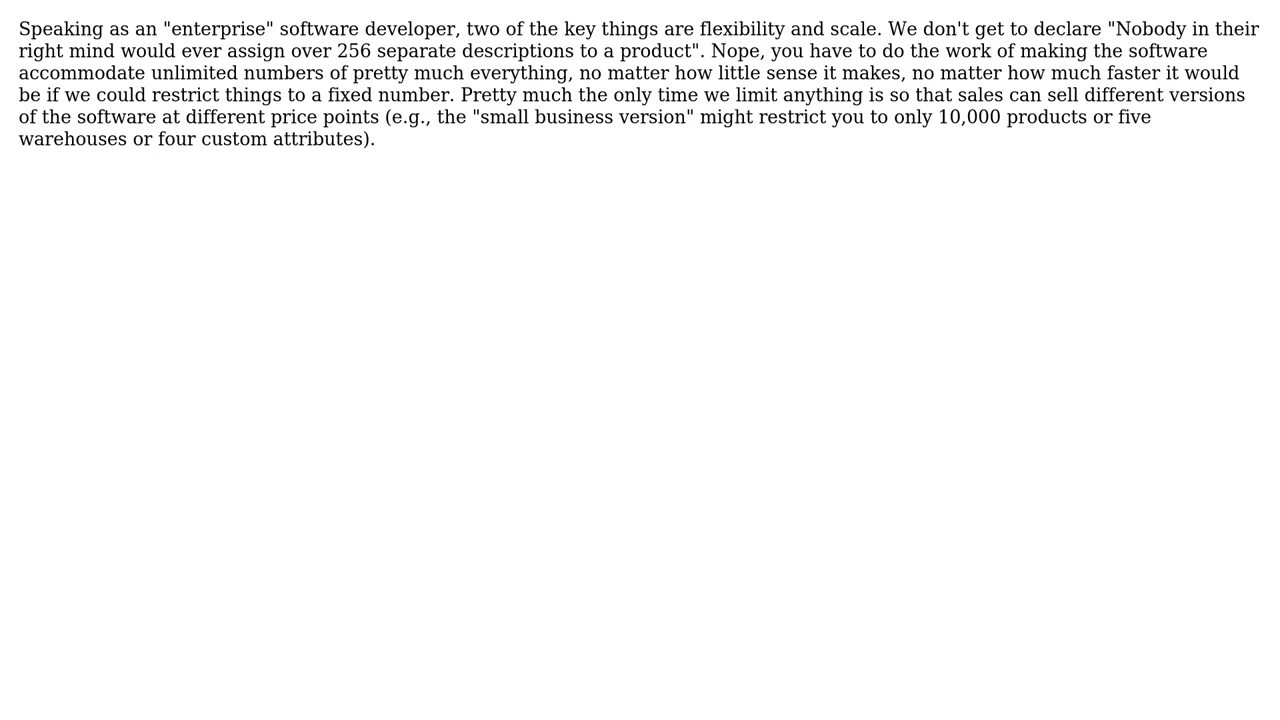 Speaking as an "enterprise" software developer, two of the key things are flexibility and scale. We don't get to declare "Nobody in their
right mind would ever assign over 256 separate descriptions to a product". Nope, you have to do the work of making the software
accommodate unlimited numbers of pretty much everything, no matter how little sense it makes, no matter how much faster it would
be if we could restrict things to a fixed number. Pretty much the only time we limit anything is so that sales can sell different versions
of the software at different price points (e.g., the "small business version" might restrict you to only 10,000 products or five
warehouses or four custom attributes).